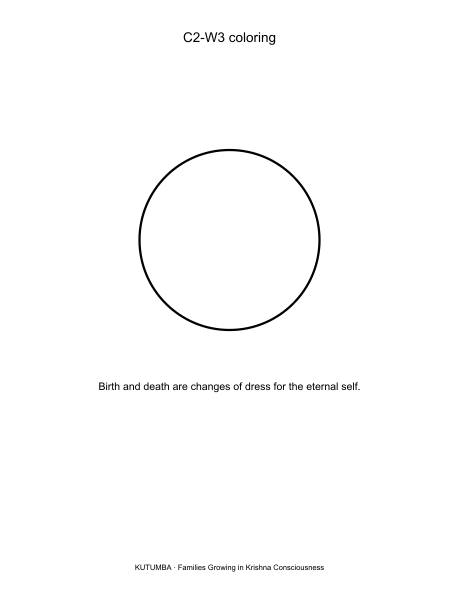 C2-W3 coloring
Birth and death are changes of dress for the eternal self.
KUTUMBA · Families Growing in Krishna Consciousness